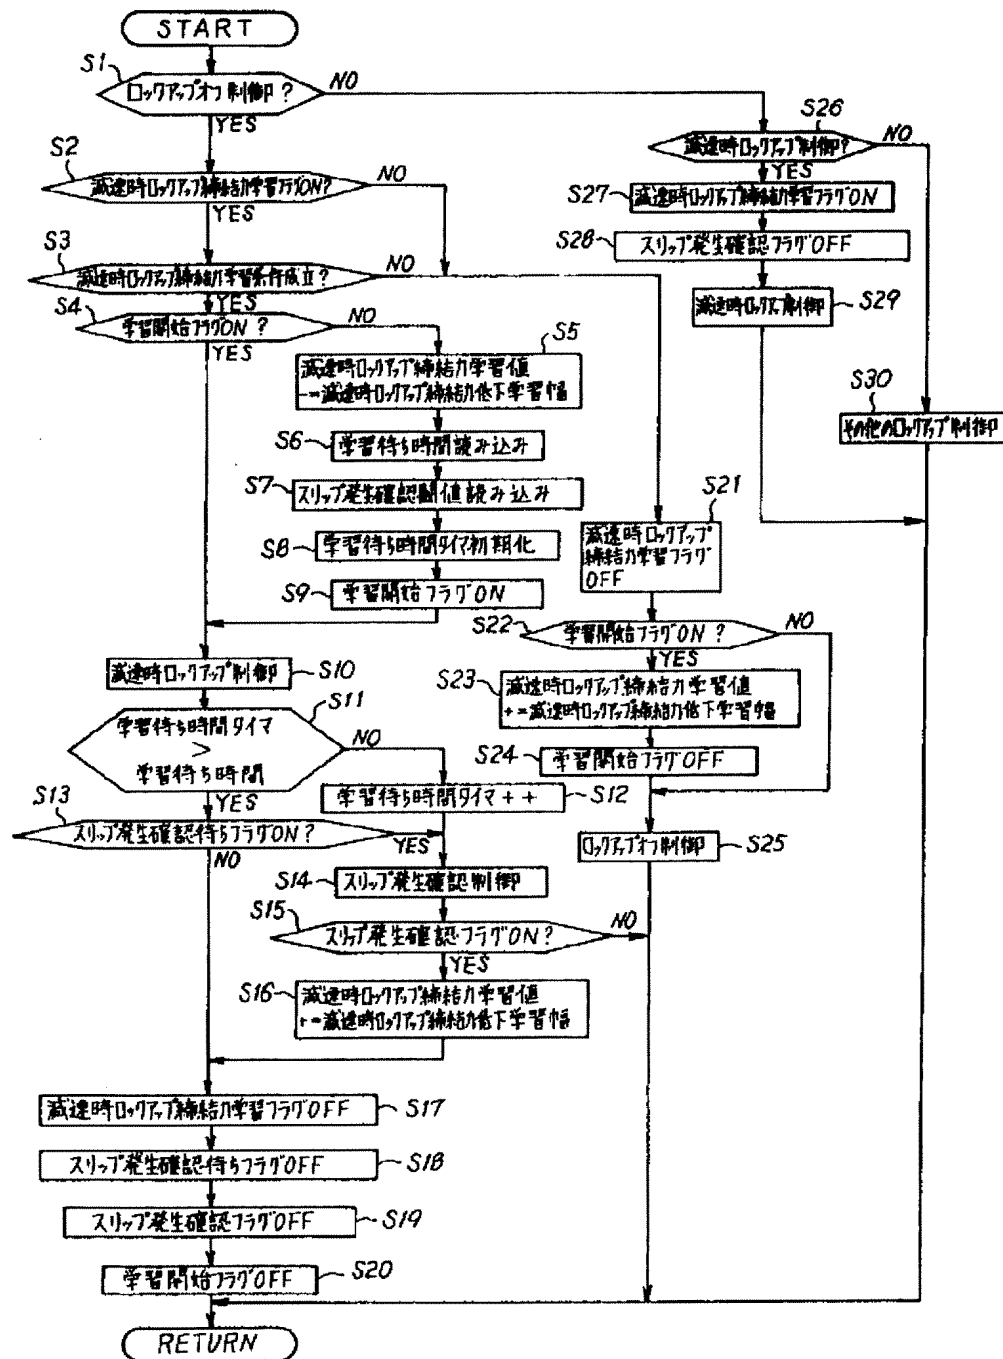 START
S1
ロックアップオフ制御?
NO
YES
S2
減速時ロックアップ締結力学習フラグON?
NO
YES
S3
減速時ロックアップ締結力学習条件成立?
NO
YES
S4
学習開始フラグON?
NO
YES
S5
減速時ロックアップ締結力学習値
-=減速時ロックアップ締結力低下学習幅
S6
学習待ち時間読み込み
S7
スリップ発生確認閾値読み込み
S8
学習待ち時間タイマ初期化
S9
学習開始フラグON
S10
減速時ロックアップ制御
S11
学習待ち時間タイマ
>
学習待ち時間
NO
YES
S12
学習待ち時間タイマ++
S13
スリップ発生確認待ちフラグON?
YES
NO
S14
スリップ発生確認制御
S15
スリップ発生確認フラグON?
NO
YES
S16
減速時ロックアップ締結力学習値
+=減速時ロックアップ締結力低下学習幅
S17
減速時ロックアップ締結力学習フラグOFF
S18
スリップ発生確認待ちフラグOFF
S19
スリップ発生確認フラグOFF
S20
学習開始フラグOFF
RETURN
S21
減速時ロックアップ
締結力学習フラグ
OFF
S22
学習開始フラグON?
NO
YES
S23
減速時ロックアップ締結力学習値
+=減速時ロックアップ締結力低下学習幅
S24
学習開始フラグOFF
S25
ロックアップオフ制御
S26
減速時ロックアップ制御?
NO
YES
S27
減速時ロックアップ締結力学習フラグON
S28
スリップ発生確認フラグOFF
S29
減速時ロックアップ制御
S30
その他のロックアップ制御